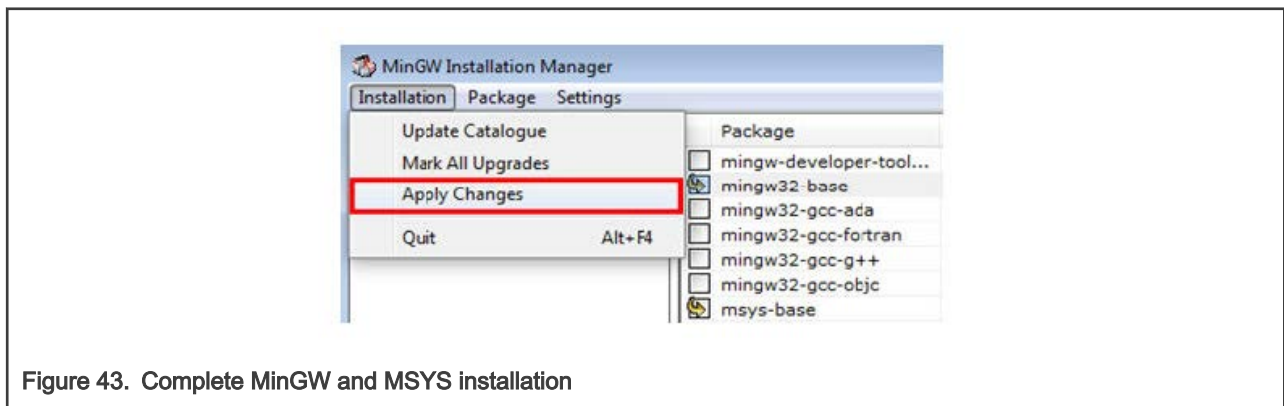 MinGW Installation Manager
Installation Package Settings
Update Catalogue
Mark All Upgrades
Apply Changes
Quit Alt+F4
Package
mingw-developer-tool...
mingw32-base
mingw32-gcc-ada
mingw32-gcc-fortran
mingw32-gcc-g++
mingw32-gcc-objc
msys-base
Figure 43. Complete MinGW and MSYS installation